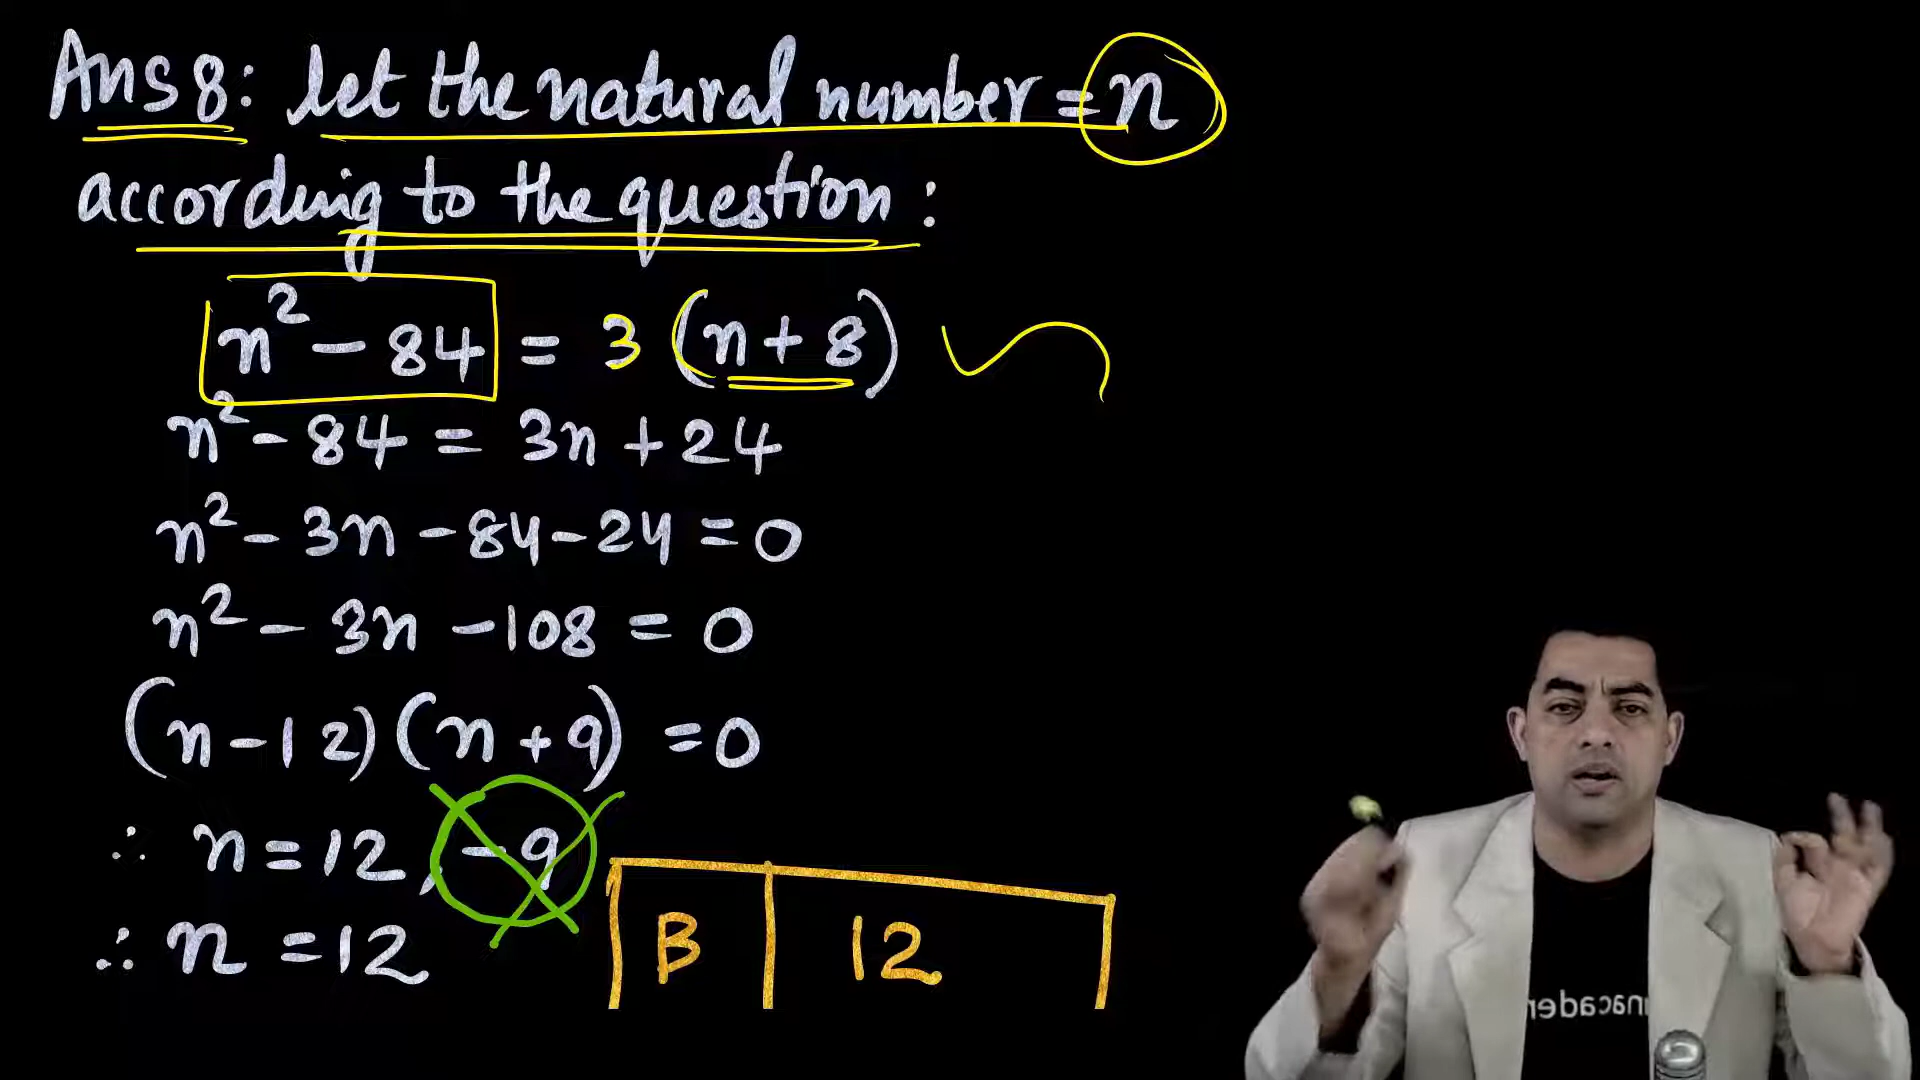 Ans 8: let the natural number = n
according to the question:
n² - 84 = 3 (n + 8)
n² - 84 = 3n + 24
n² - 3n - 84 - 24 = 0
n² - 3n - 108 = 0
(n - 12) (n + 9) = 0
∴ n = 12, -9
∴ n = 12
B 12
nacadem